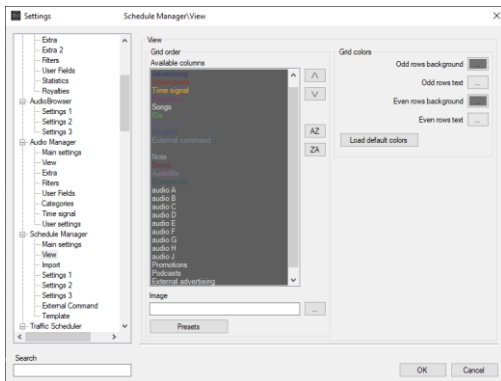 Settings
Schedule Manager\View
Extra
Extra 2
Filters
User Fields
Statistics
Royalties
AudioBrowser
Settings 1
Settings 2
Settings 3
Audio Manager
Main settings
View
Extra
Filters
User Fields
Categories
Time signal
User settings
Schedule Manager
Main settings
View
Import
Settings 1
Settings 2
Settings 3
External Command
Template
Traffic Scheduler
Search
View
Grid order
Available columns
Advertising
Time signal
Songs
IDs
External command
Note
Audiofile
audio A
audio B
audio C
audio D
audio E
audio F
audio G
audio H
audio J
Promotions
Podcasts
External advertising
AZ
ZA
Image
...
Presets
Grid colors
Odd rows background
...
Odd rows text
...
Even rows background
...
Even rows text
...
Load default colors
OK
Cancel